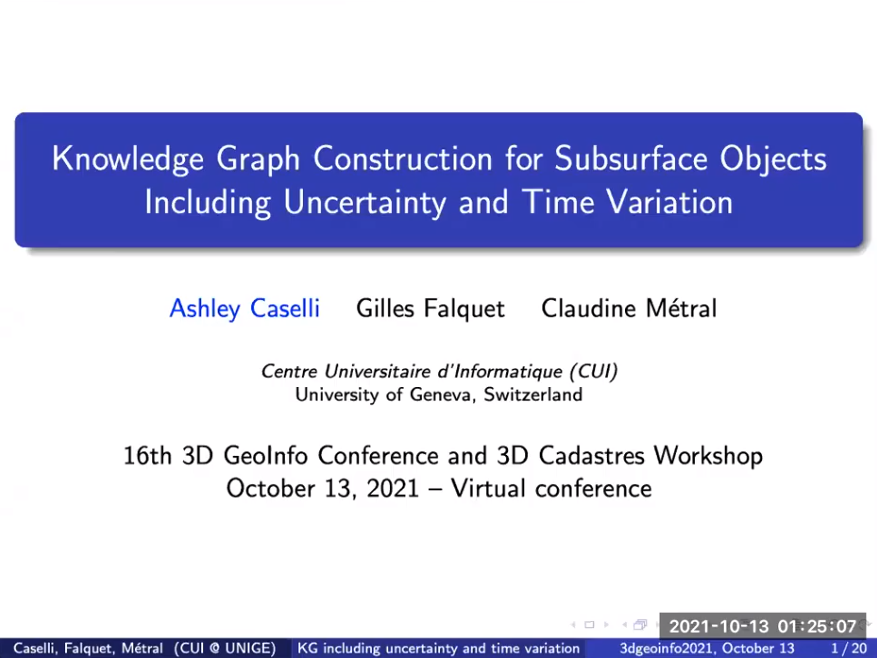 Knowledge Graph Construction for Subsurface Objects
Including Uncertainty and Time Variation
Ashley Caselli Gilles Falquet Claudine Métral
Centre Universitaire d'Informatique (CUI)
University of Geneva, Switzerland
16th 3D GeoInfo Conference and 3D Cadastres Workshop
October 13, 2021 – Virtual conference
2021-10-13 01:25:07
Caselli, Falquet, Métral (CUI @ UNIGE) KG including uncertainty and time variation 3dgeoinfo2021, October 13 1 / 20